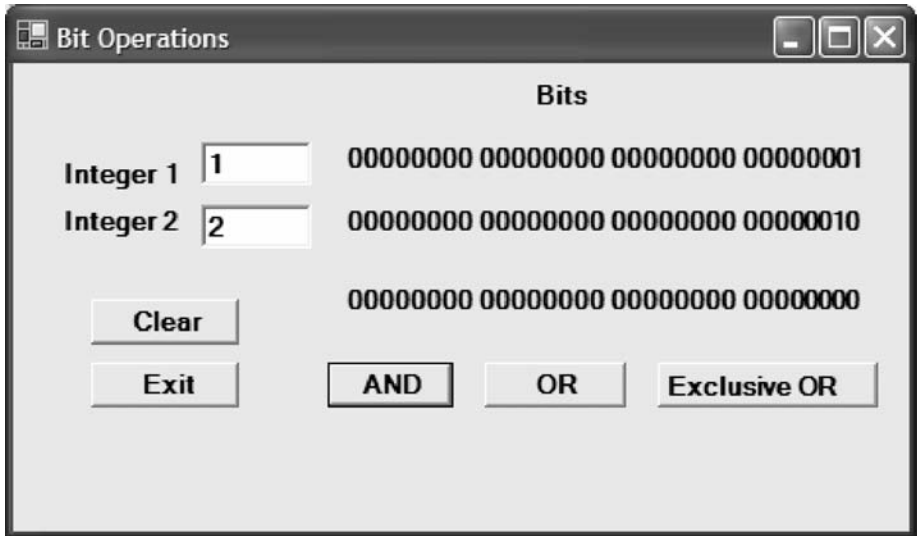 Bit Operations
Bits
Integer 1 1 00000000 00000000 00000000 00000001
Integer 2 2 00000000 00000000 00000000 00000010
00000000 00000000 00000000 00000000
Clear
Exit AND OR Exclusive OR